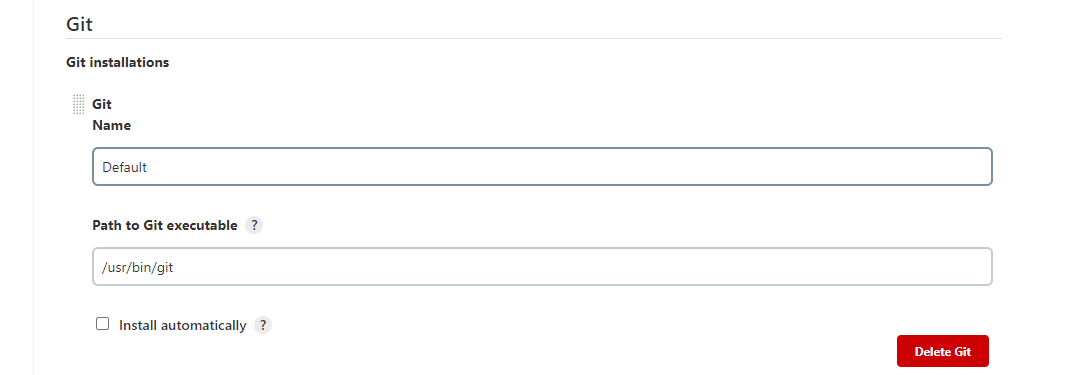 Git
Git installations
Git
Name
Default
Path to Git executable ?
/usr/bin/git
Install automatically ?
Delete Git